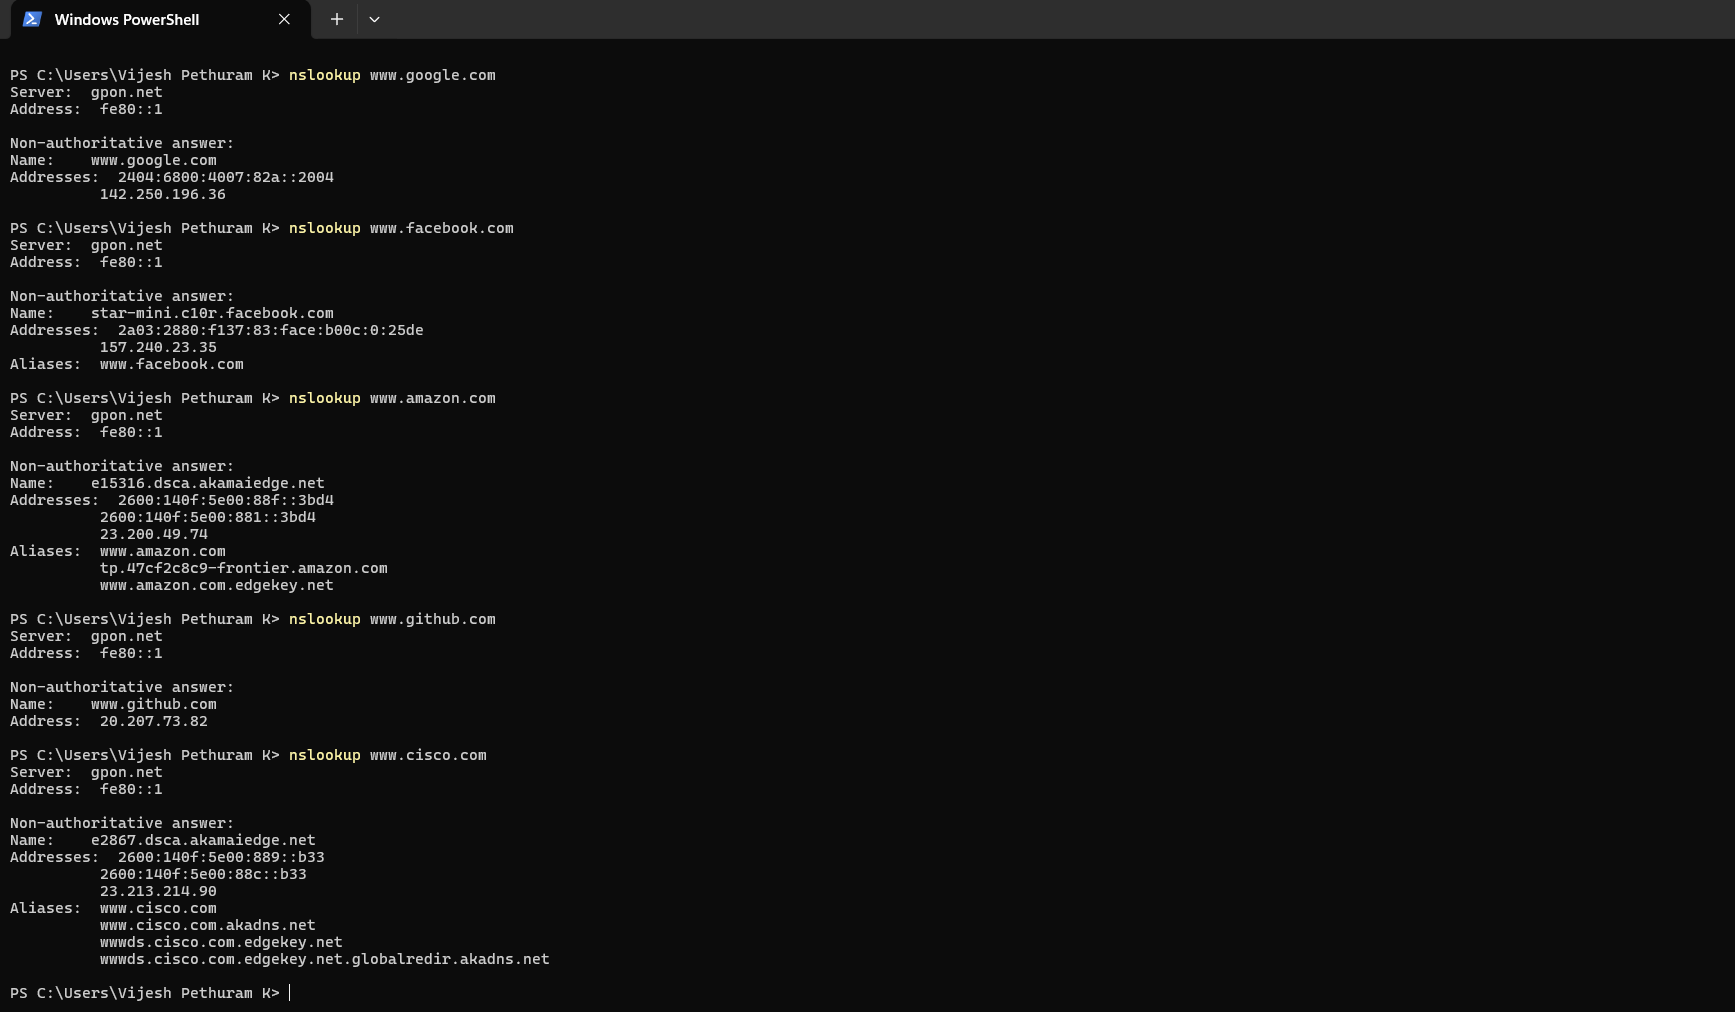 Windows PowerShell
PS C:\Users\Vijesh Pethuram K> nslookup www.google.com
Server:  gpon.net
Address:  fe80::1
Non-authoritative answer:
Name:    www.google.com
Addresses:  2404:6800:4007:82a::2004
          142.250.196.36
PS C:\Users\Vijesh Pethuram K> nslookup www.facebook.com
Server:  gpon.net
Address:  fe80::1
Non-authoritative answer:
Name:    star-mini.c10r.facebook.com
Addresses:  2a03:2880:f137:83:face:b00c:0:25de
          157.240.23.35
Aliases:  www.facebook.com
PS C:\Users\Vijesh Pethuram K> nslookup www.amazon.com
Server:  gpon.net
Address:  fe80::1
Non-authoritative answer:
Name:    e15316.dsca.akamaiedge.net
Addresses:  2600:140f:5e00:88f::3bd4
          2600:140f:5e00:881::3bd4
          23.200.49.74
Aliases:  www.amazon.com
          tp.47cf2c8c9-frontier.amazon.com
          www.amazon.com.edgekey.net
PS C:\Users\Vijesh Pethuram K> nslookup www.github.com
Server:  gpon.net
Address:  fe80::1
Non-authoritative answer:
Name:    www.github.com
Address:  20.207.73.82
PS C:\Users\Vijesh Pethuram K> nslookup www.cisco.com
Server:  gpon.net
Address:  fe80::1
Non-authoritative answer:
Name:    e2867.dsca.akamaiedge.net
Addresses:  2600:140f:5e00:889::b33
          2600:140f:5e00:88c::b33
          23.213.214.90
Aliases:  www.cisco.com
          www.cisco.com.akadns.net
          wwwds.cisco.com.edgekey.net
          wwwds.cisco.com.edgekey.net.globalredir.akadns.net
PS C:\Users\Vijesh Pethuram K>